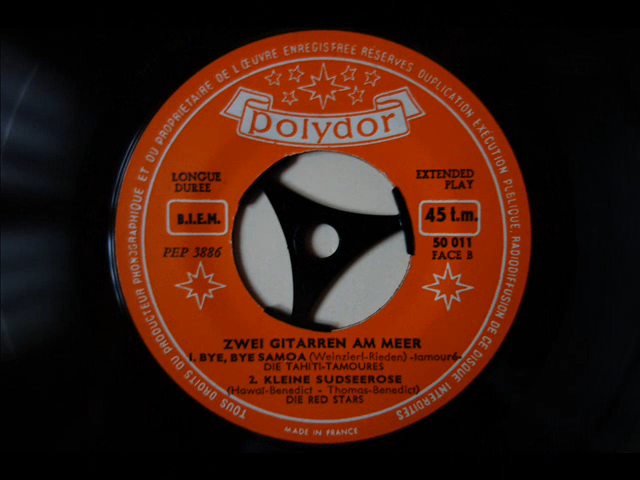 TOUS DROITS DU PRODUCTEUR PHONOGRAPHIQUE ET DU PROPRIETAIRE DE L'ŒUVRE ENREGISTREE RESERVES DUPLICATION EXECUTION PUBLIQUE, RADIODIFFUSION DE CE DISQUE INTERDITES
polydor
LONGUE
DUREE
EXTENDED
PLAY
B.I.E.M.
45 t.m.
PEP 3886
50 011
FACE B
ZWEI GITARREN AM MEER
1. BYE, BYE SAMOA (Weinzierl-Rieden) -tamouré-
DIE TAHITI-TAMOURES
2. KLEINE SUDSEEROSE
(Hawaï-Benedict - Thomas-Benedict)
DIE RED STARS
MADE IN FRANCE